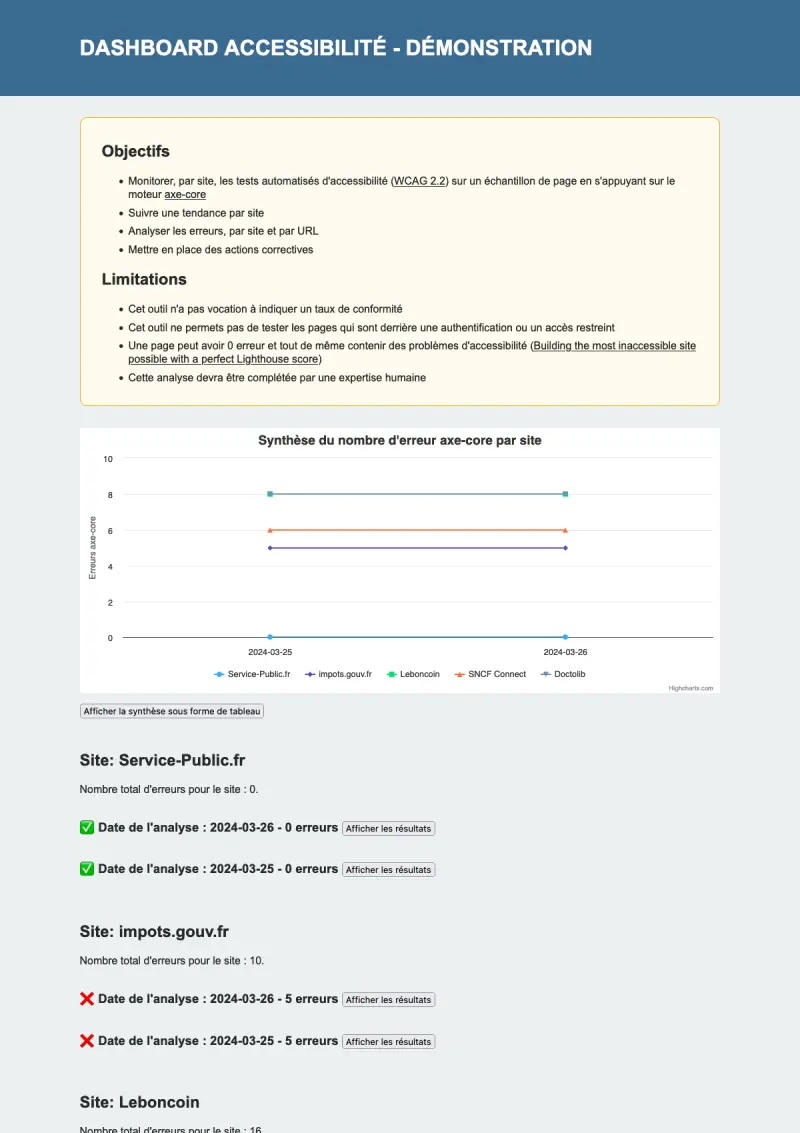 DASHBOARD ACCESSIBILITÉ - DÉMONSTRATION
Objectifs
Monitorer, par site, les tests automatisés d'accessibilité (WCAG 2.2) sur un échantillon de page en s'appuyant sur le
moteur axe-core
Suivre une tendance par site
Analyser les erreurs, par site et par URL
Mettre en place des actions correctives
Limitations
Cet outil n'a pas vocation à indiquer un taux de conformité
Cet outil ne permets pas de tester les pages qui sont derrière une authentification ou un accès restreint
Une page peut avoir 0 erreur et tout de même contenir des problèmes d'accessibilité (Building the most inaccessible site
possible with a perfect Lighthouse score)
Cette analyse devra être complétée par une expertise humaine
Synthèse du nombre d'erreur axe-core par site
Erreurs axe-core
10
8
6
4
2
0
2024-03-25 2024-03-26
Service-Public.fr impots.gouv.fr Leboncoin SNCF Connect Doctolib
Highcharts.com
Afficher la synthèse sous forme de tableau
Site: Service-Public.fr
Nombre total d'erreurs pour le site : 0.
✅ Date de l'analyse : 2024-03-26 - 0 erreurs Afficher les résultats
✅ Date de l'analyse : 2024-03-25 - 0 erreurs Afficher les résultats
Site: impots.gouv.fr
Nombre total d'erreurs pour le site : 10.
❌ Date de l'analyse : 2024-03-26 - 5 erreurs Afficher les résultats
❌ Date de l'analyse : 2024-03-25 - 5 erreurs Afficher les résultats
Site: Leboncoin
Nombre total d'erreurs pour le site : 16